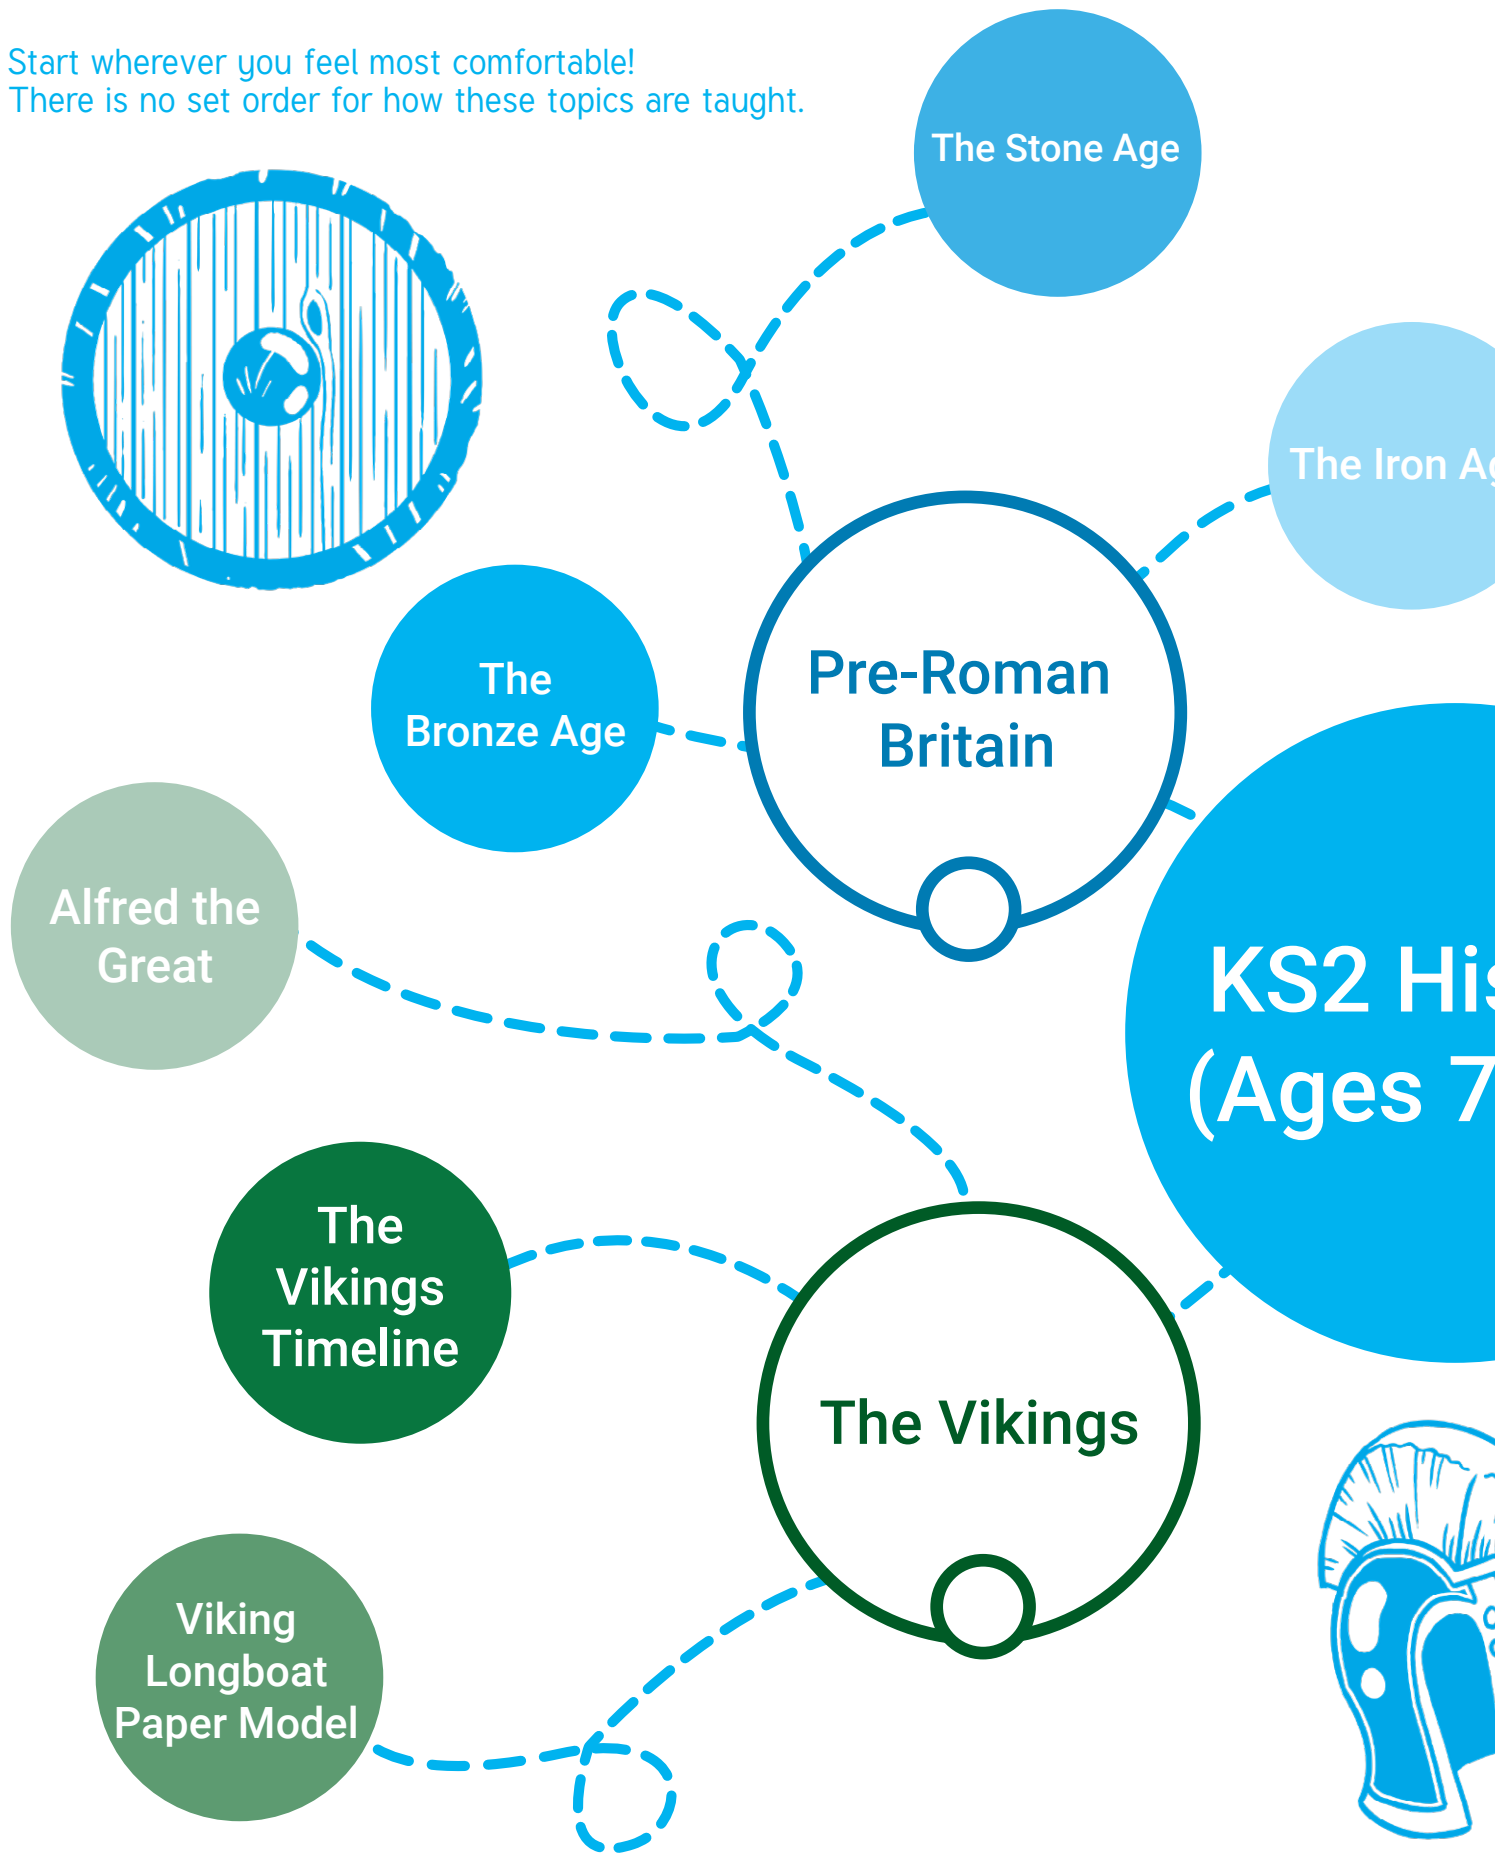 Start wherever you feel most comfortable!
There is no set order for how these topics are taught.
The Stone Age
The Iron
Pre-Roman
Britain
The
Bronze Age
Alfred the
Great
KS2
(Ages 7
The
Vikings
Timeline
The Vikings
Viking
Longboat
Paper Model